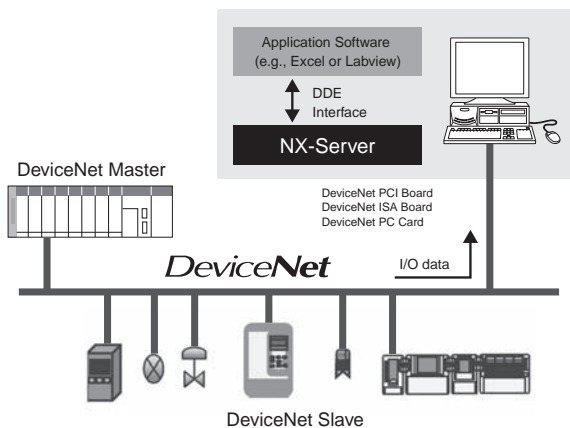 Application Software
(e.g., Excel or Labview)
DDE
Interface
NX-Server
DeviceNet Master
DeviceNet PCI Board
DeviceNet ISA Board
DeviceNet PC Card
DeviceNet
I/O data
DeviceNet Slave